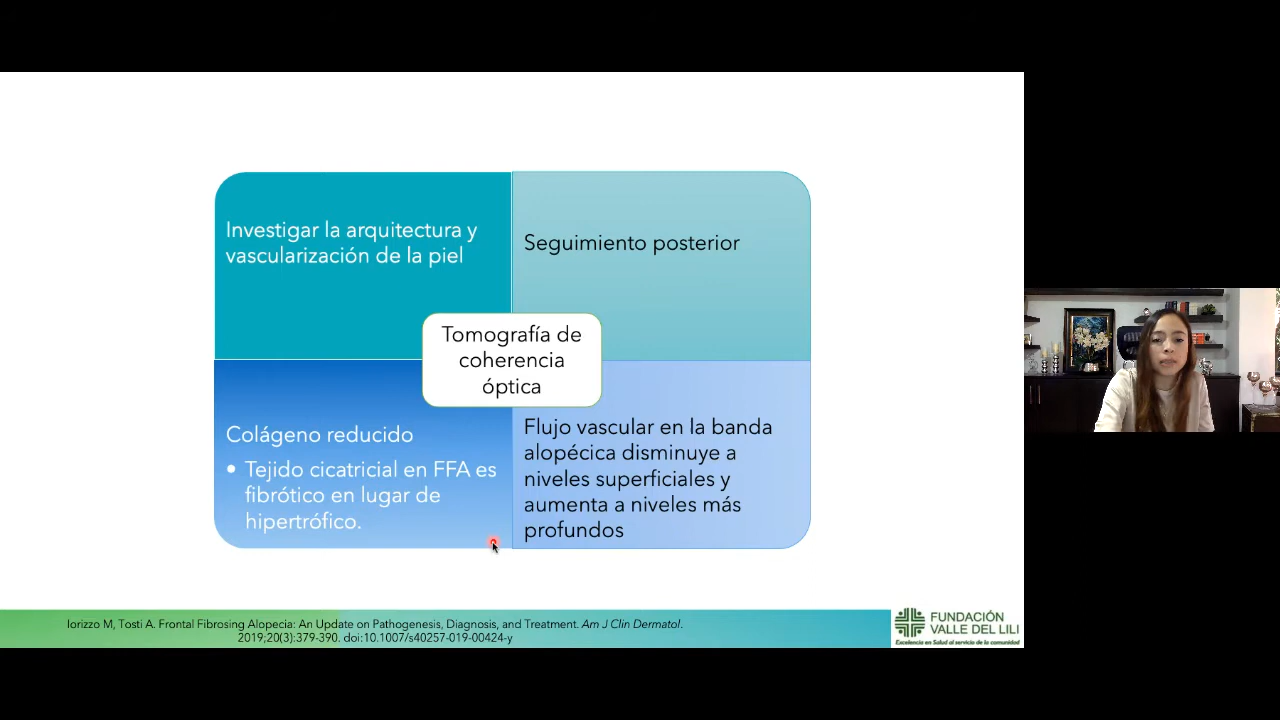 Investigar la arquitectura y
vascularización de la piel
Seguimiento posterior
Tomografía de
coherencia
óptica
Colágeno reducido
• Tejido cicatricial en FFA es
fibrótico en lugar de
hipertrófico.
Flujo vascular en la banda
alopécica disminuye a
niveles superficiales y
aumenta a niveles más
profundos
Iorizzo M, Tosti A. Frontal Fibrosing Alopecia: An Update on Pathogenesis, Diagnosis, and Treatment. Am J Clin Dermatol.
2019;20(3):379-390. doi:10.1007/s40257-019-00424-y
FUNDACIÓN
VALLE DEL LILI
Excelencia en Salud al servicio de la comunidad